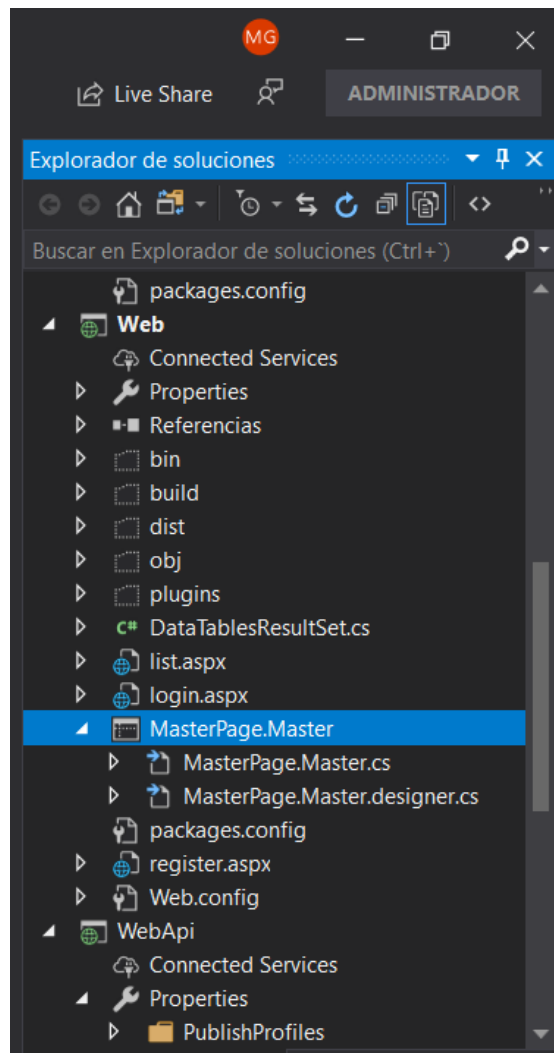 MG
Live Share
ADMINISTRADOR
Explorador de soluciones
Buscar en Explorador de soluciones (Ctrl+`)
packages.config
Web
Connected Services
Properties
Referencias
bin
build
dist
obj
plugins
C# DataTablesResultSet.cs
list.aspx
login.aspx
MasterPage.Master
MasterPage.Master.cs
MasterPage.Master.designer.cs
packages.config
register.aspx
Web.config
WebApi
Connected Services
Properties
PublishProfiles